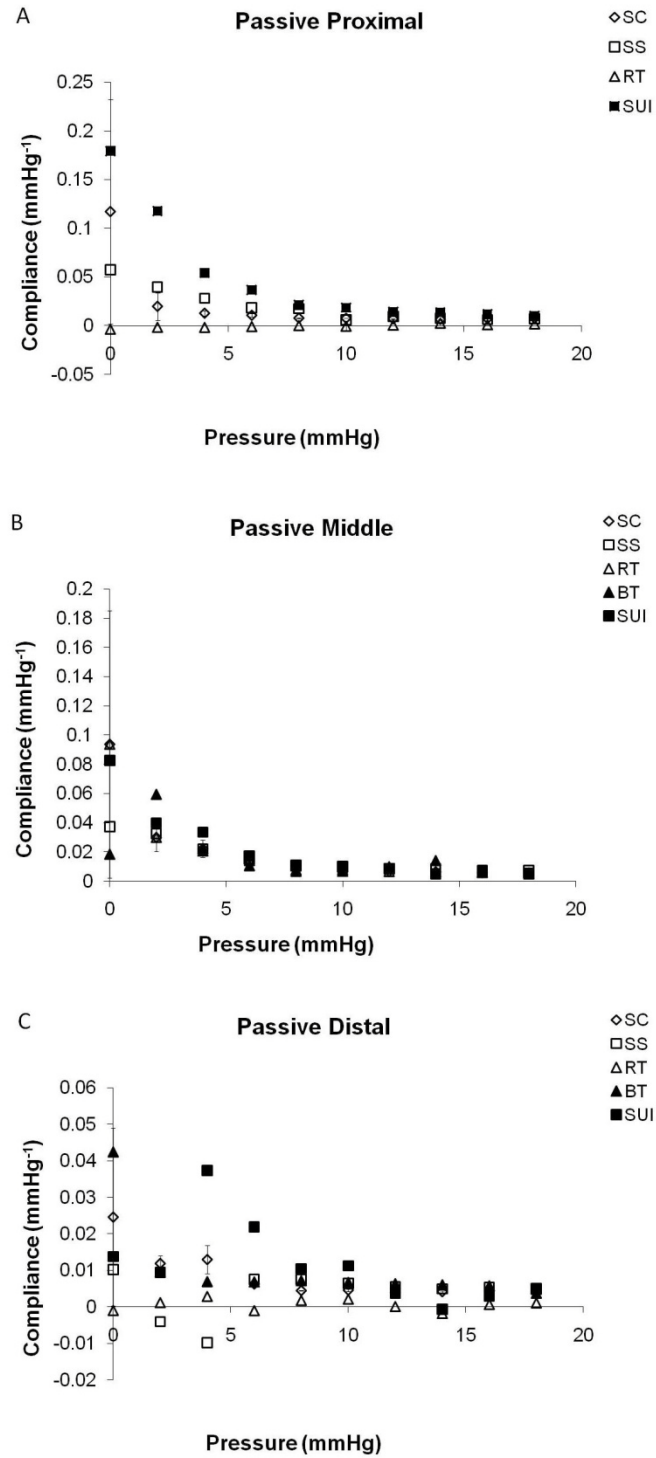 A
Passive Proximal
SC
SS
RT
SUI
0.25
0.2
0.15
0.1
0.05
0
-0.05
0
5
10
15
20
Compliance (mmHg⁻¹)
Pressure (mmHg)
B
Passive Middle
SC
SS
RT
BT
SUI
0.2
0.18
0.16
0.14
0.12
0.1
0.08
0.06
0.04
0.02
0
0
5
10
15
20
Compliance (mmHg⁻¹)
Pressure (mmHg)
C
Passive Distal
SC
SS
RT
BT
SUI
0.06
0.05
0.04
0.03
0.02
0.01
0
-0.01
-0.02
0
5
10
15
20
Compliance (mmHg⁻¹)
Pressure (mmHg)